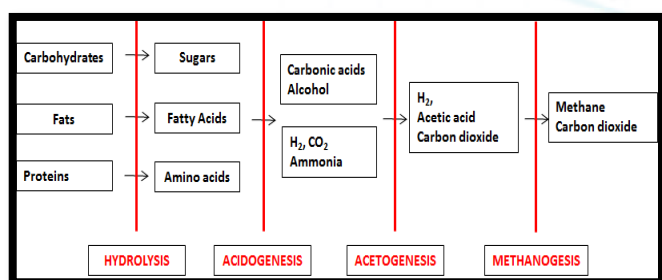 Carbohydrates
Sugars
Fats
Fatty Acids
Proteins
Amino acids
Carbonic acids
Alcohol
H₂, CO₂
Ammonia
H₂,
Acetic acid
Carbon dioxide
Methane
Carbon dioxide
HYDROLYSIS
ACIDOGENESIS
ACETOGENESIS
METHANOGESIS